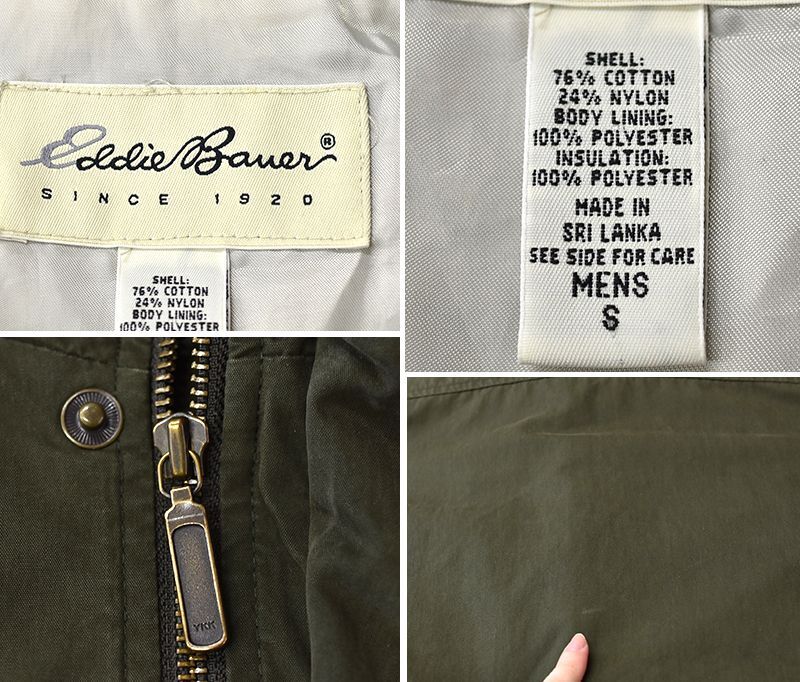 Eddie Bauer®
SINCE 1920
SHELL:
76% COTTON
24% NYLON
BODY LINING:
100% POLYESTER
SHELL:
76% COTTON
24% NYLON
BODY LINING:
100% POLYESTER
INSULATION:
100% POLYESTER
MADE IN
SRI LANKA
SEE SIDE FOR CARE
MENS
S
YKK